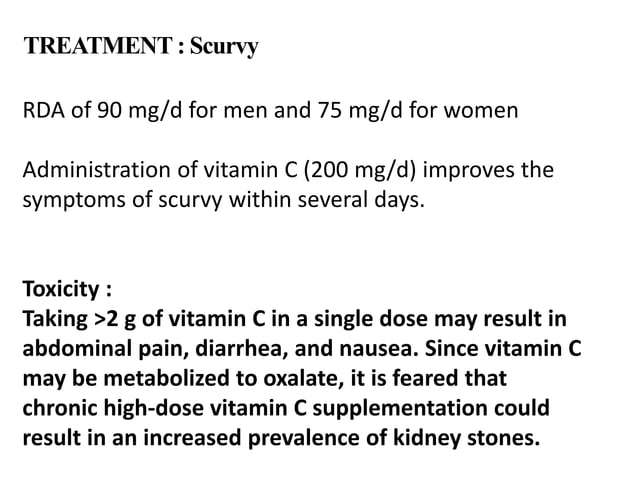 TREATMENT : Scurvy
RDA of 90 mg/d for men and 75 mg/d for women
Administration of vitamin C (200 mg/d) improves the
symptoms of scurvy within several days.
Toxicity :
Taking >2 g of vitamin C in a single dose may result in
abdominal pain, diarrhea, and nausea. Since vitamin C
may be metabolized to oxalate, it is feared that
chronic high-dose vitamin C supplementation could
result in an increased prevalence of kidney stones.